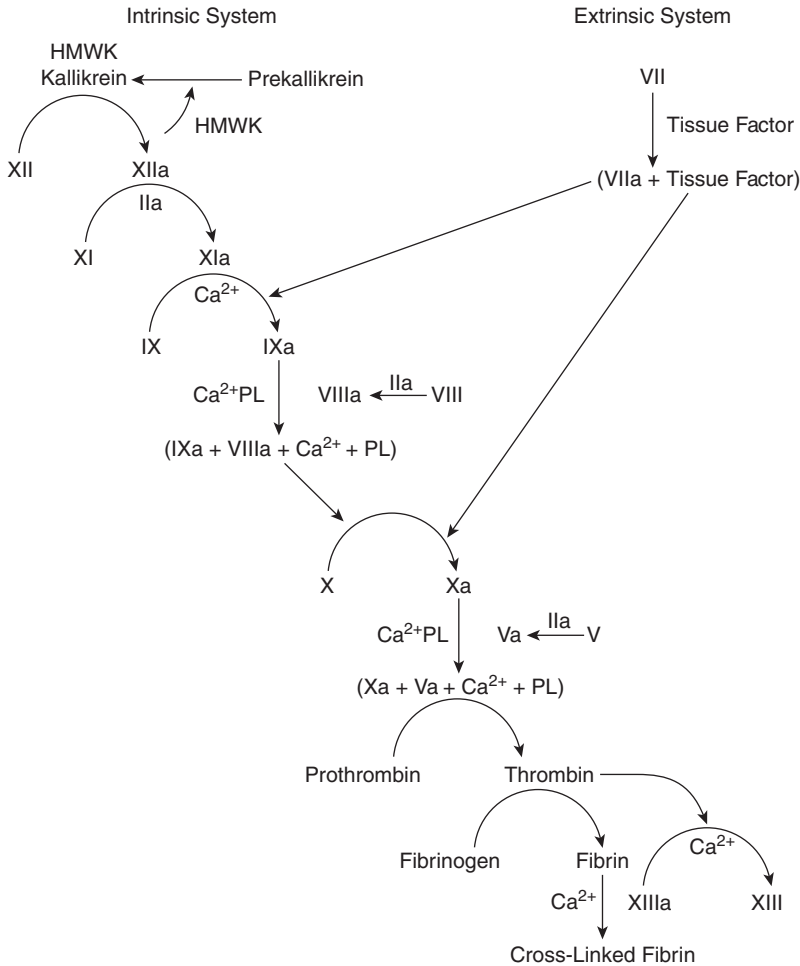 Intrinsic System
Extrinsic System
HMWK
Kallikrein
Prekallikrein
VII
HMWK
Tissue Factor
XII
XIIa
(VIIa + Tissue Factor)
IIa
XI
XIa
Ca²⁺
IX
IXa
Ca²⁺PL
VIIIa
IIa
VIII
(IXa + VIIIa + Ca²⁺ + PL)
X
Xa
Ca²⁺PL
Va
IIa
V
(Xa + Va + Ca²⁺ + PL)
Prothrombin
Thrombin
Fibrinogen
Fibrin
Ca²⁺
XIIIa
XIII
Ca²⁺
Cross-Linked Fibrin